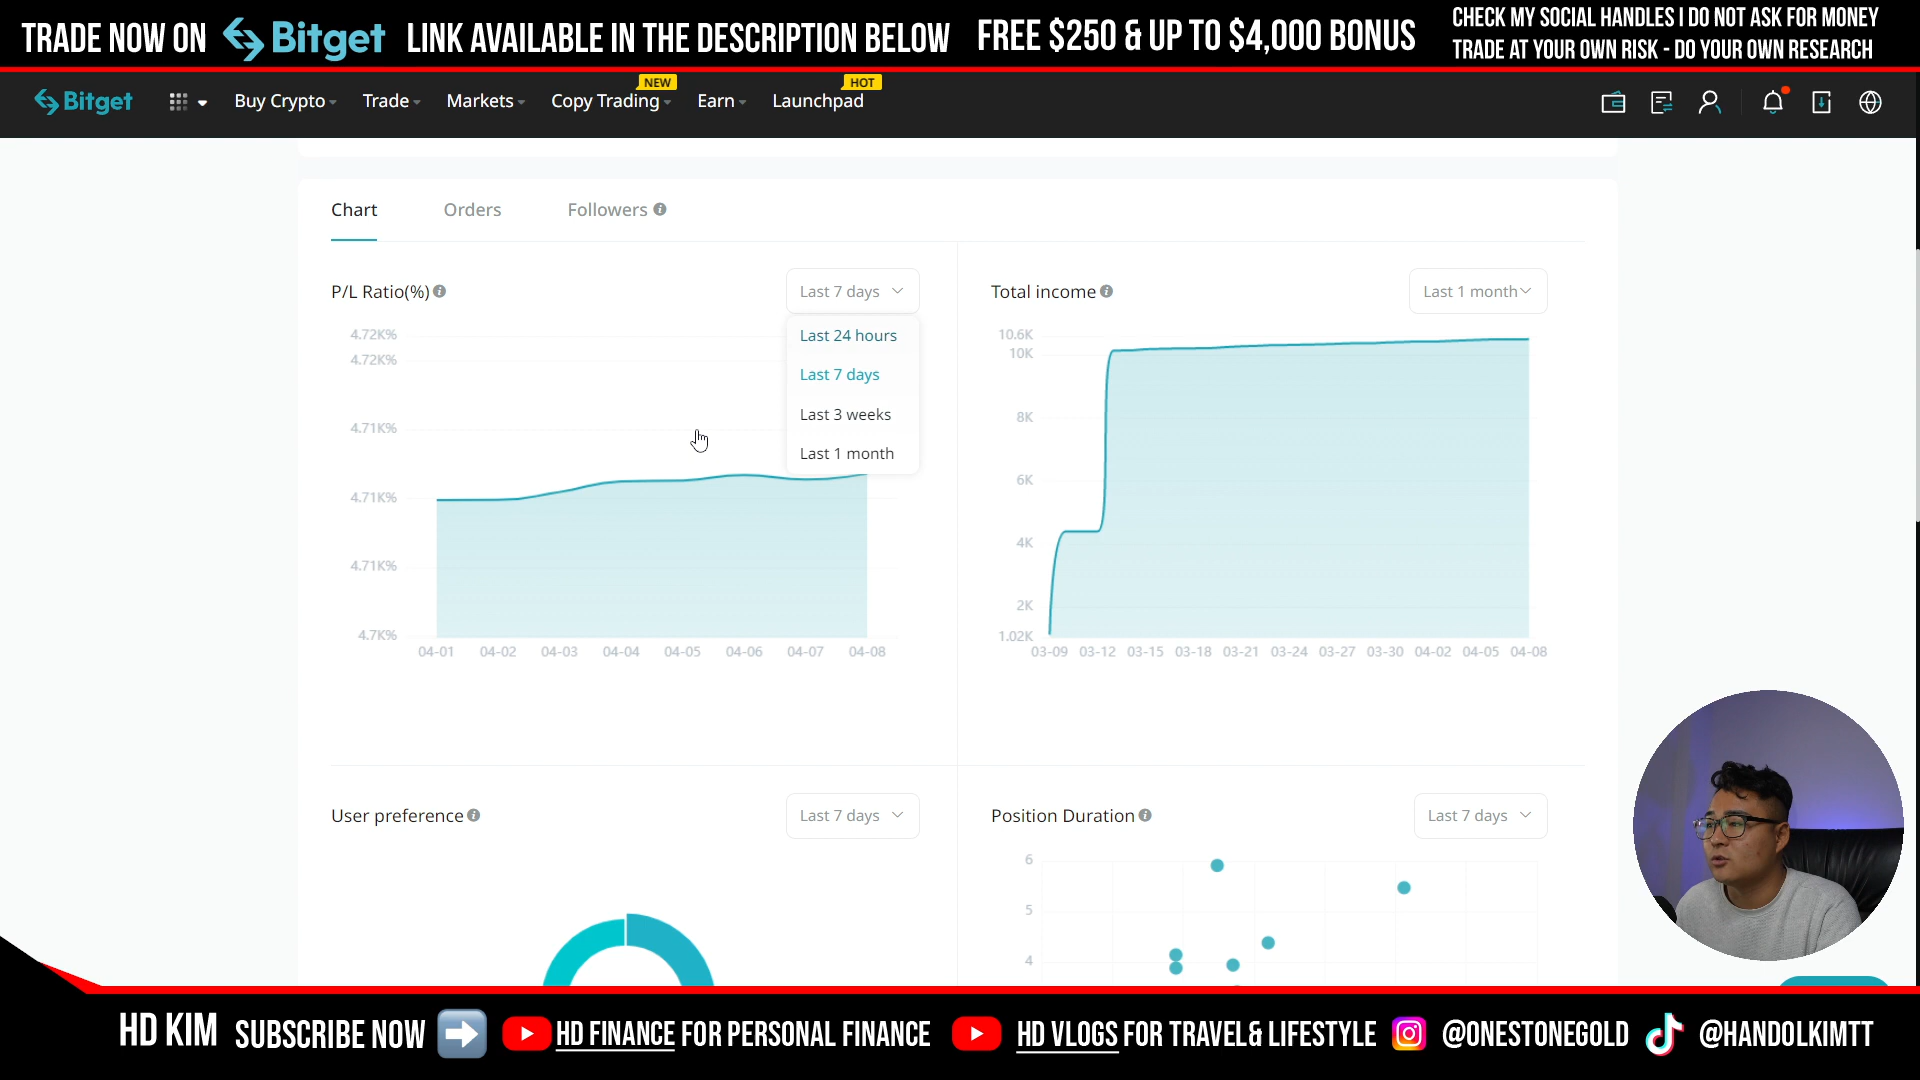 TRADE NOW ON Bitget LINK AVAILABLE IN THE DESCRIPTION BELOW
FREE $250 & UP TO $4,000 BONUS
CHECK MY SOCIAL HANDLES I DO NOT ASK FOR MONEY
TRADE AT YOUR OWN RISK - DO YOUR OWN RESEARCH
NEW
HOT
Bitget Buy Crypto Trade Markets Copy Trading Earn Launchpad
Chart Orders Followers
P/L Ratio(%)
Last 7 days
Last 24 hours
Last 7 days
Last 3 weeks
Last 1 month
4.72K%
4.72K%
4.71K%
4.71K%
4.71K%
4.7K%
04-01 04-02 04-03 04-04 04-05 04-06 04-07 04-08
Total income
Last 1 month
10.6K
10K
8K
6K
4K
2K
1.02K
03-09 03-12 03-15 03-18 03-21 03-24 03-27 03-30 04-02 04-05 04-08
User preference
Last 7 days
Position Duration
Last 7 days
6
5
4
HD KIM SUBSCRIBE NOW HD FINANCE FOR PERSONAL FINANCE HD VLOGS FOR TRAVEL& LIFESTYLE @ONESTONEGOLD @HANDOLKIMTT